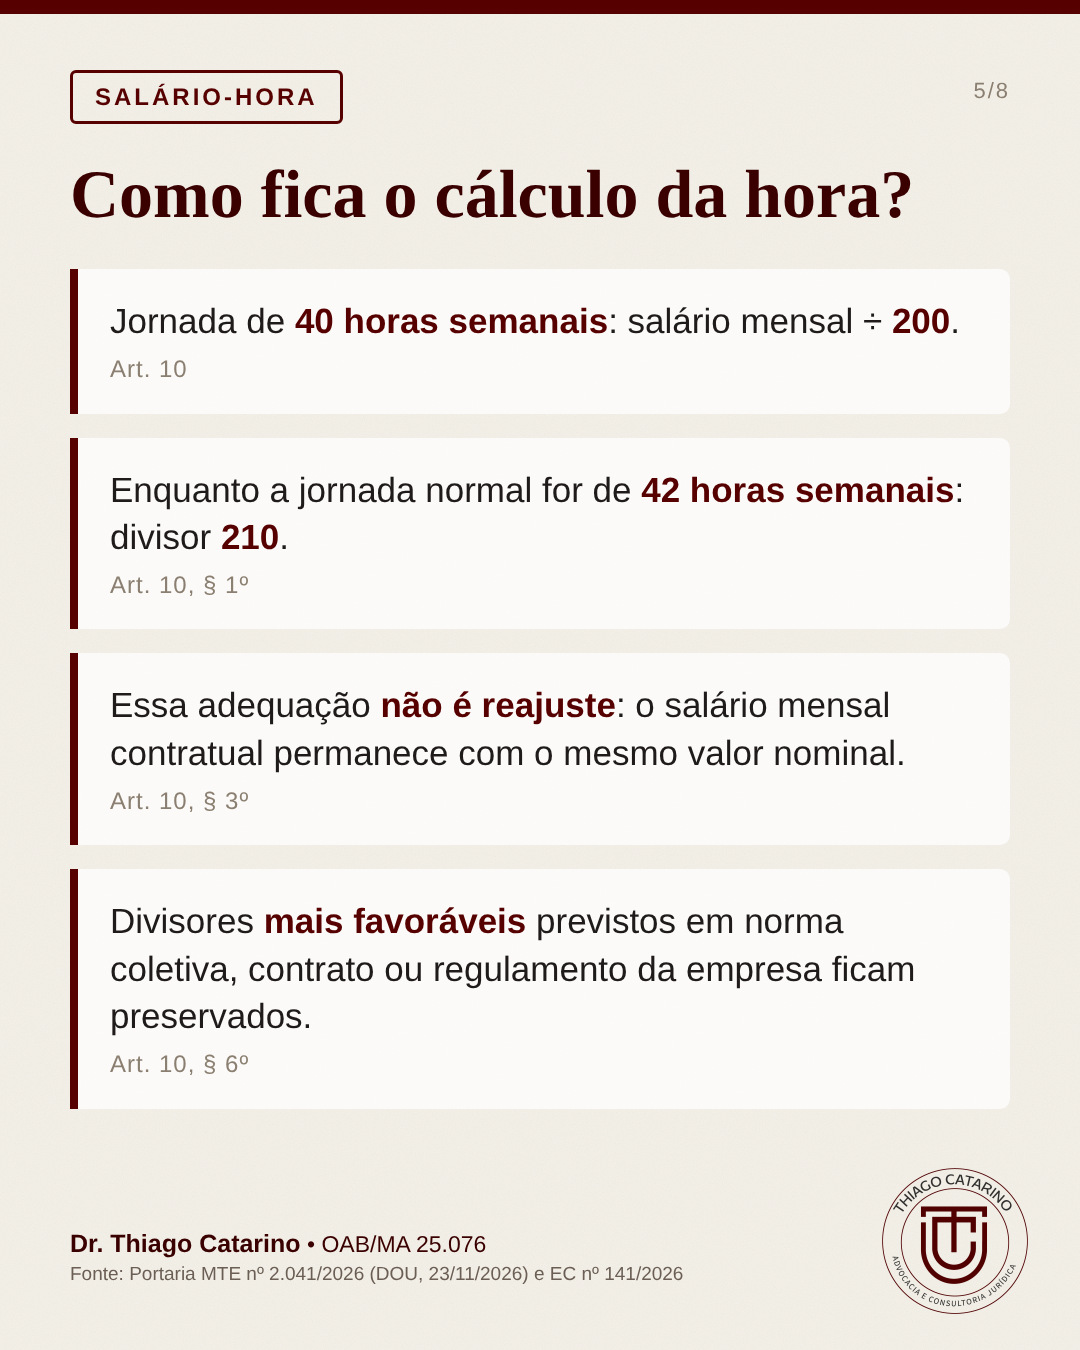 SALÁRIO-HORA
5/8
Como fica o cálculo da hora?
Jornada de 40 horas semanais: salário mensal ÷ 200.
Art. 10
Enquanto a jornada normal for de 42 horas semanais:
divisor 210.
Art. 10, § 1º
Essa adequação não é reajuste: o salário mensal
contratual permanece com o mesmo valor nominal.
Art. 10, § 3º
Divisores mais favoráveis previstos em norma
coletiva, contrato ou regulamento da empresa ficam
preservados.
Art. 10, § 6º
THIAGO CATARINO
ADVOCACIA E CONSULTORIA JURÍDICA
Dr. Thiago Catarino • OAB/MA 25.076
Fonte: Portaria MTE nº 2.041/2026 (DOU, 23/11/2026) e EC nº 141/2026